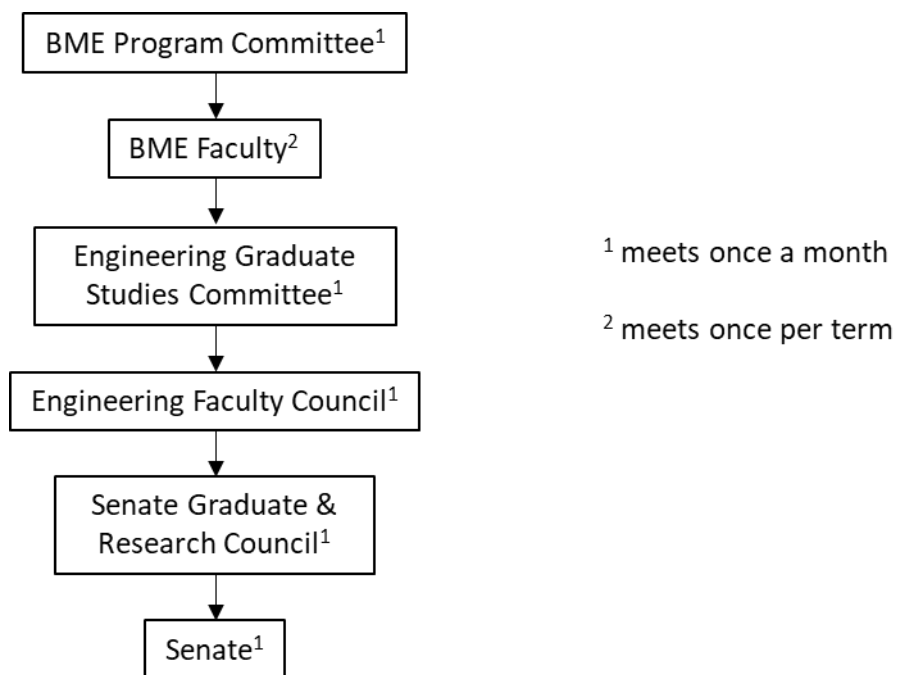 BME Program Committee¹
BME Faculty²
Engineering Graduate
Studies Committee¹
Engineering Faculty Council¹
Senate Graduate &
Research Council¹
Senate¹
¹ meets once a month
² meets once per term